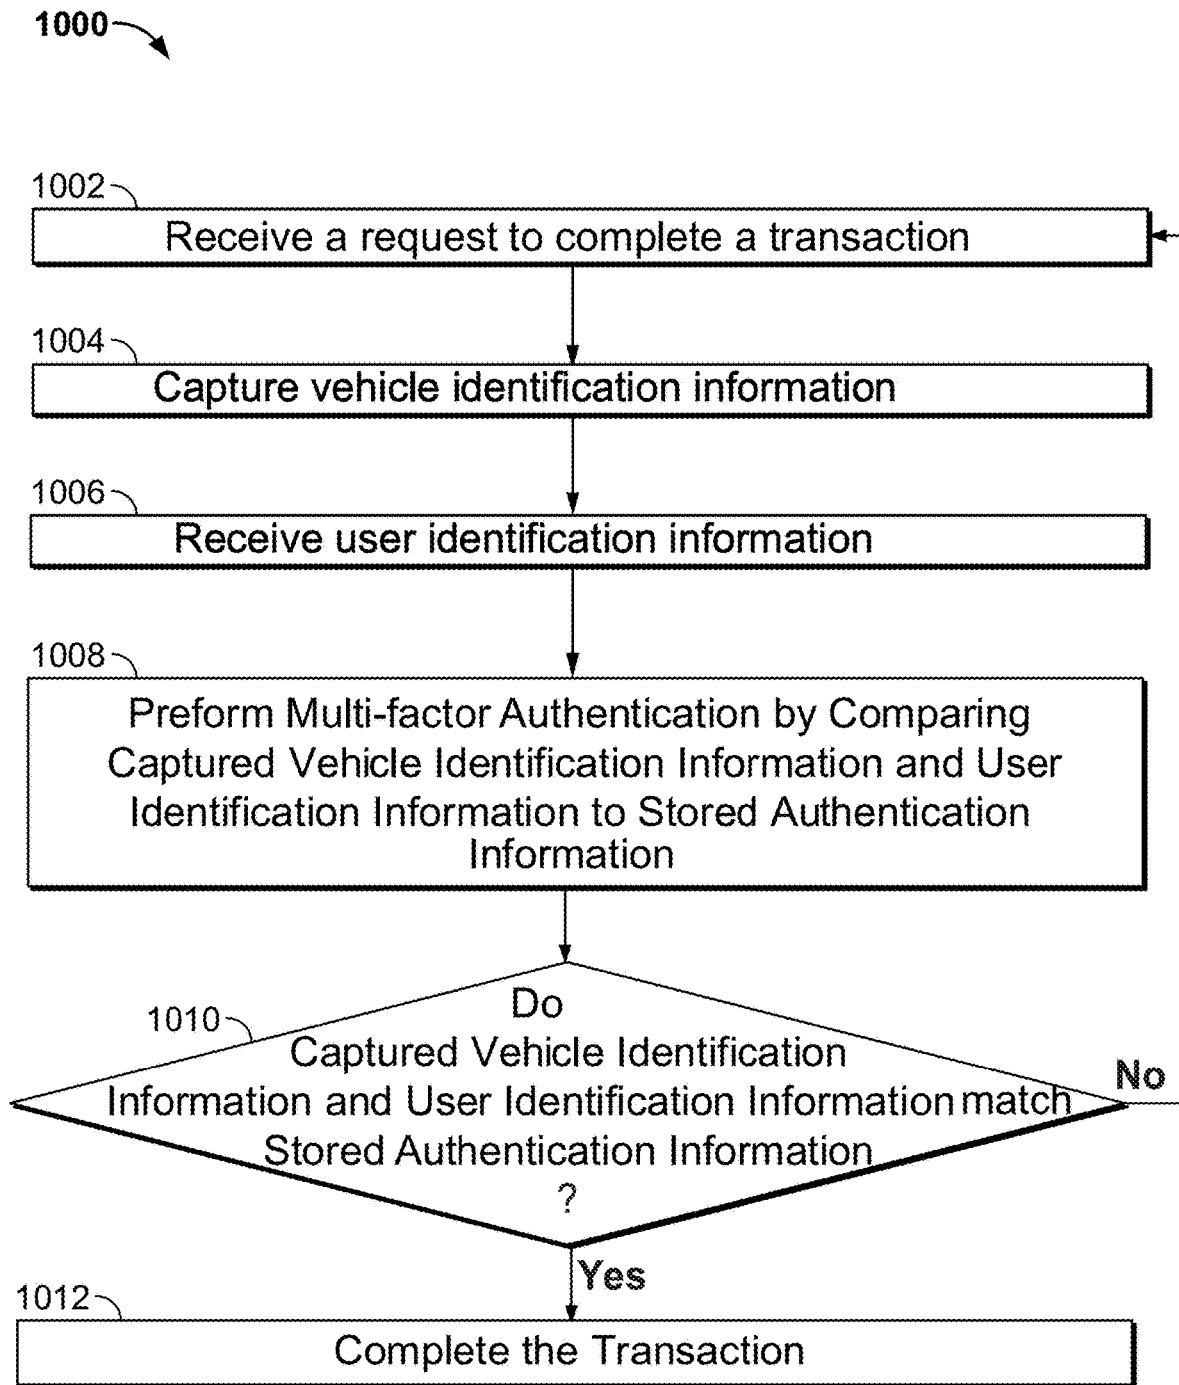 1000
1002
Receive a request to complete a transaction
1004
Capture vehicle identification information
1006
Receive user identification information
1008
Preform Multi-factor Authentication by Comparing
Captured Vehicle Identification Information and User
Identification Information to Stored Authentication
Information
1010
Do
Captured Vehicle Identification
Information and User Identification Information match
Stored Authentication Information
?
No
Yes
1012
Complete the Transaction